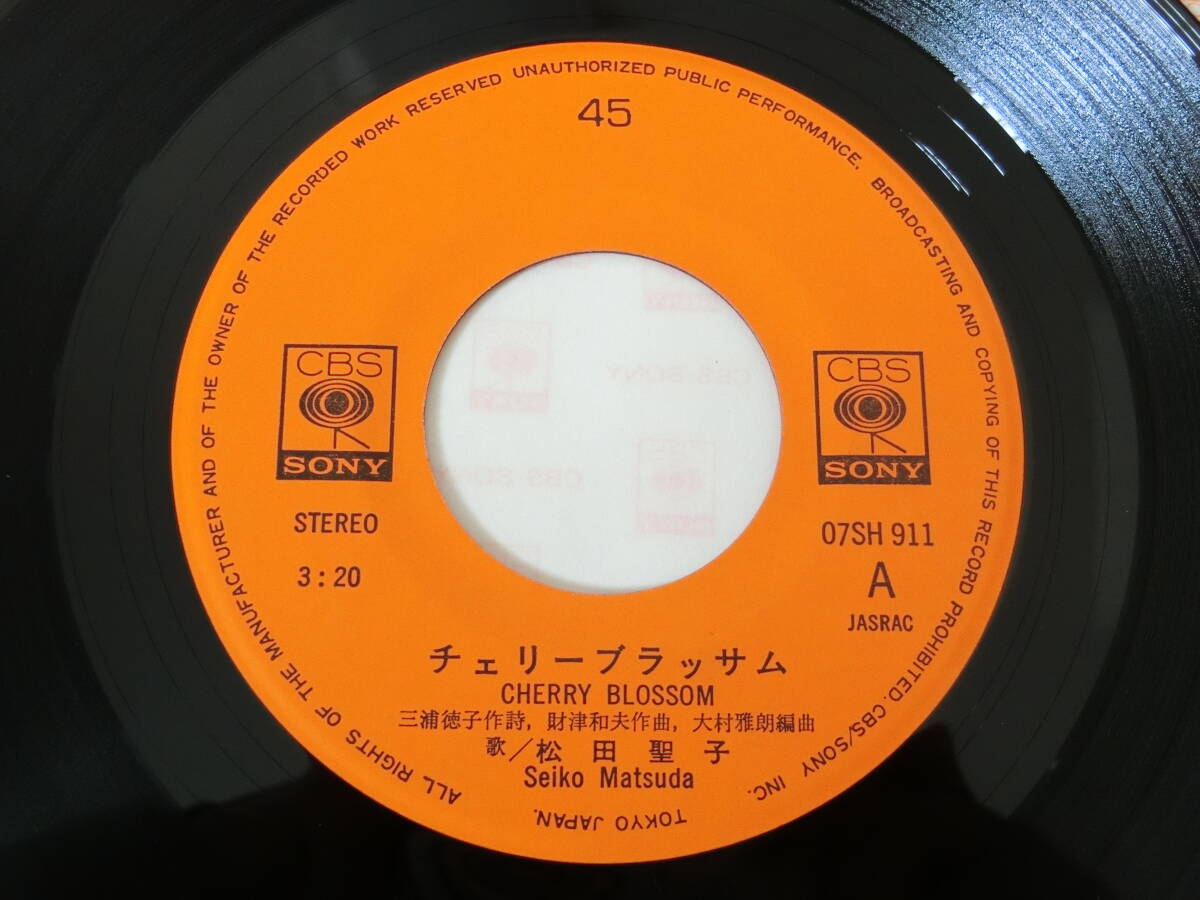 45
ALL RIGHTS OF THE MANUFACTURER AND OF THE OWNER OF THE RECORDED WORK RESERVED UNAUTHORIZED PUBLIC PERFORMANCE, BROADCASTING AND COPYING OF THIS RECORD PROHIBITED. CBS/SONY INC.
TOKYO JAPAN.
CBS
SONY
CBS
SONY
STEREO
3:20
07SH 911
A
JASRAC
チェリーブラッサム
CHERRY BLOSSOM
三浦徳子作詩, 財津和夫作曲, 大村雅朗編曲
歌/松田聖子
Seiko Matsuda
CBS SONY
CBS SONY